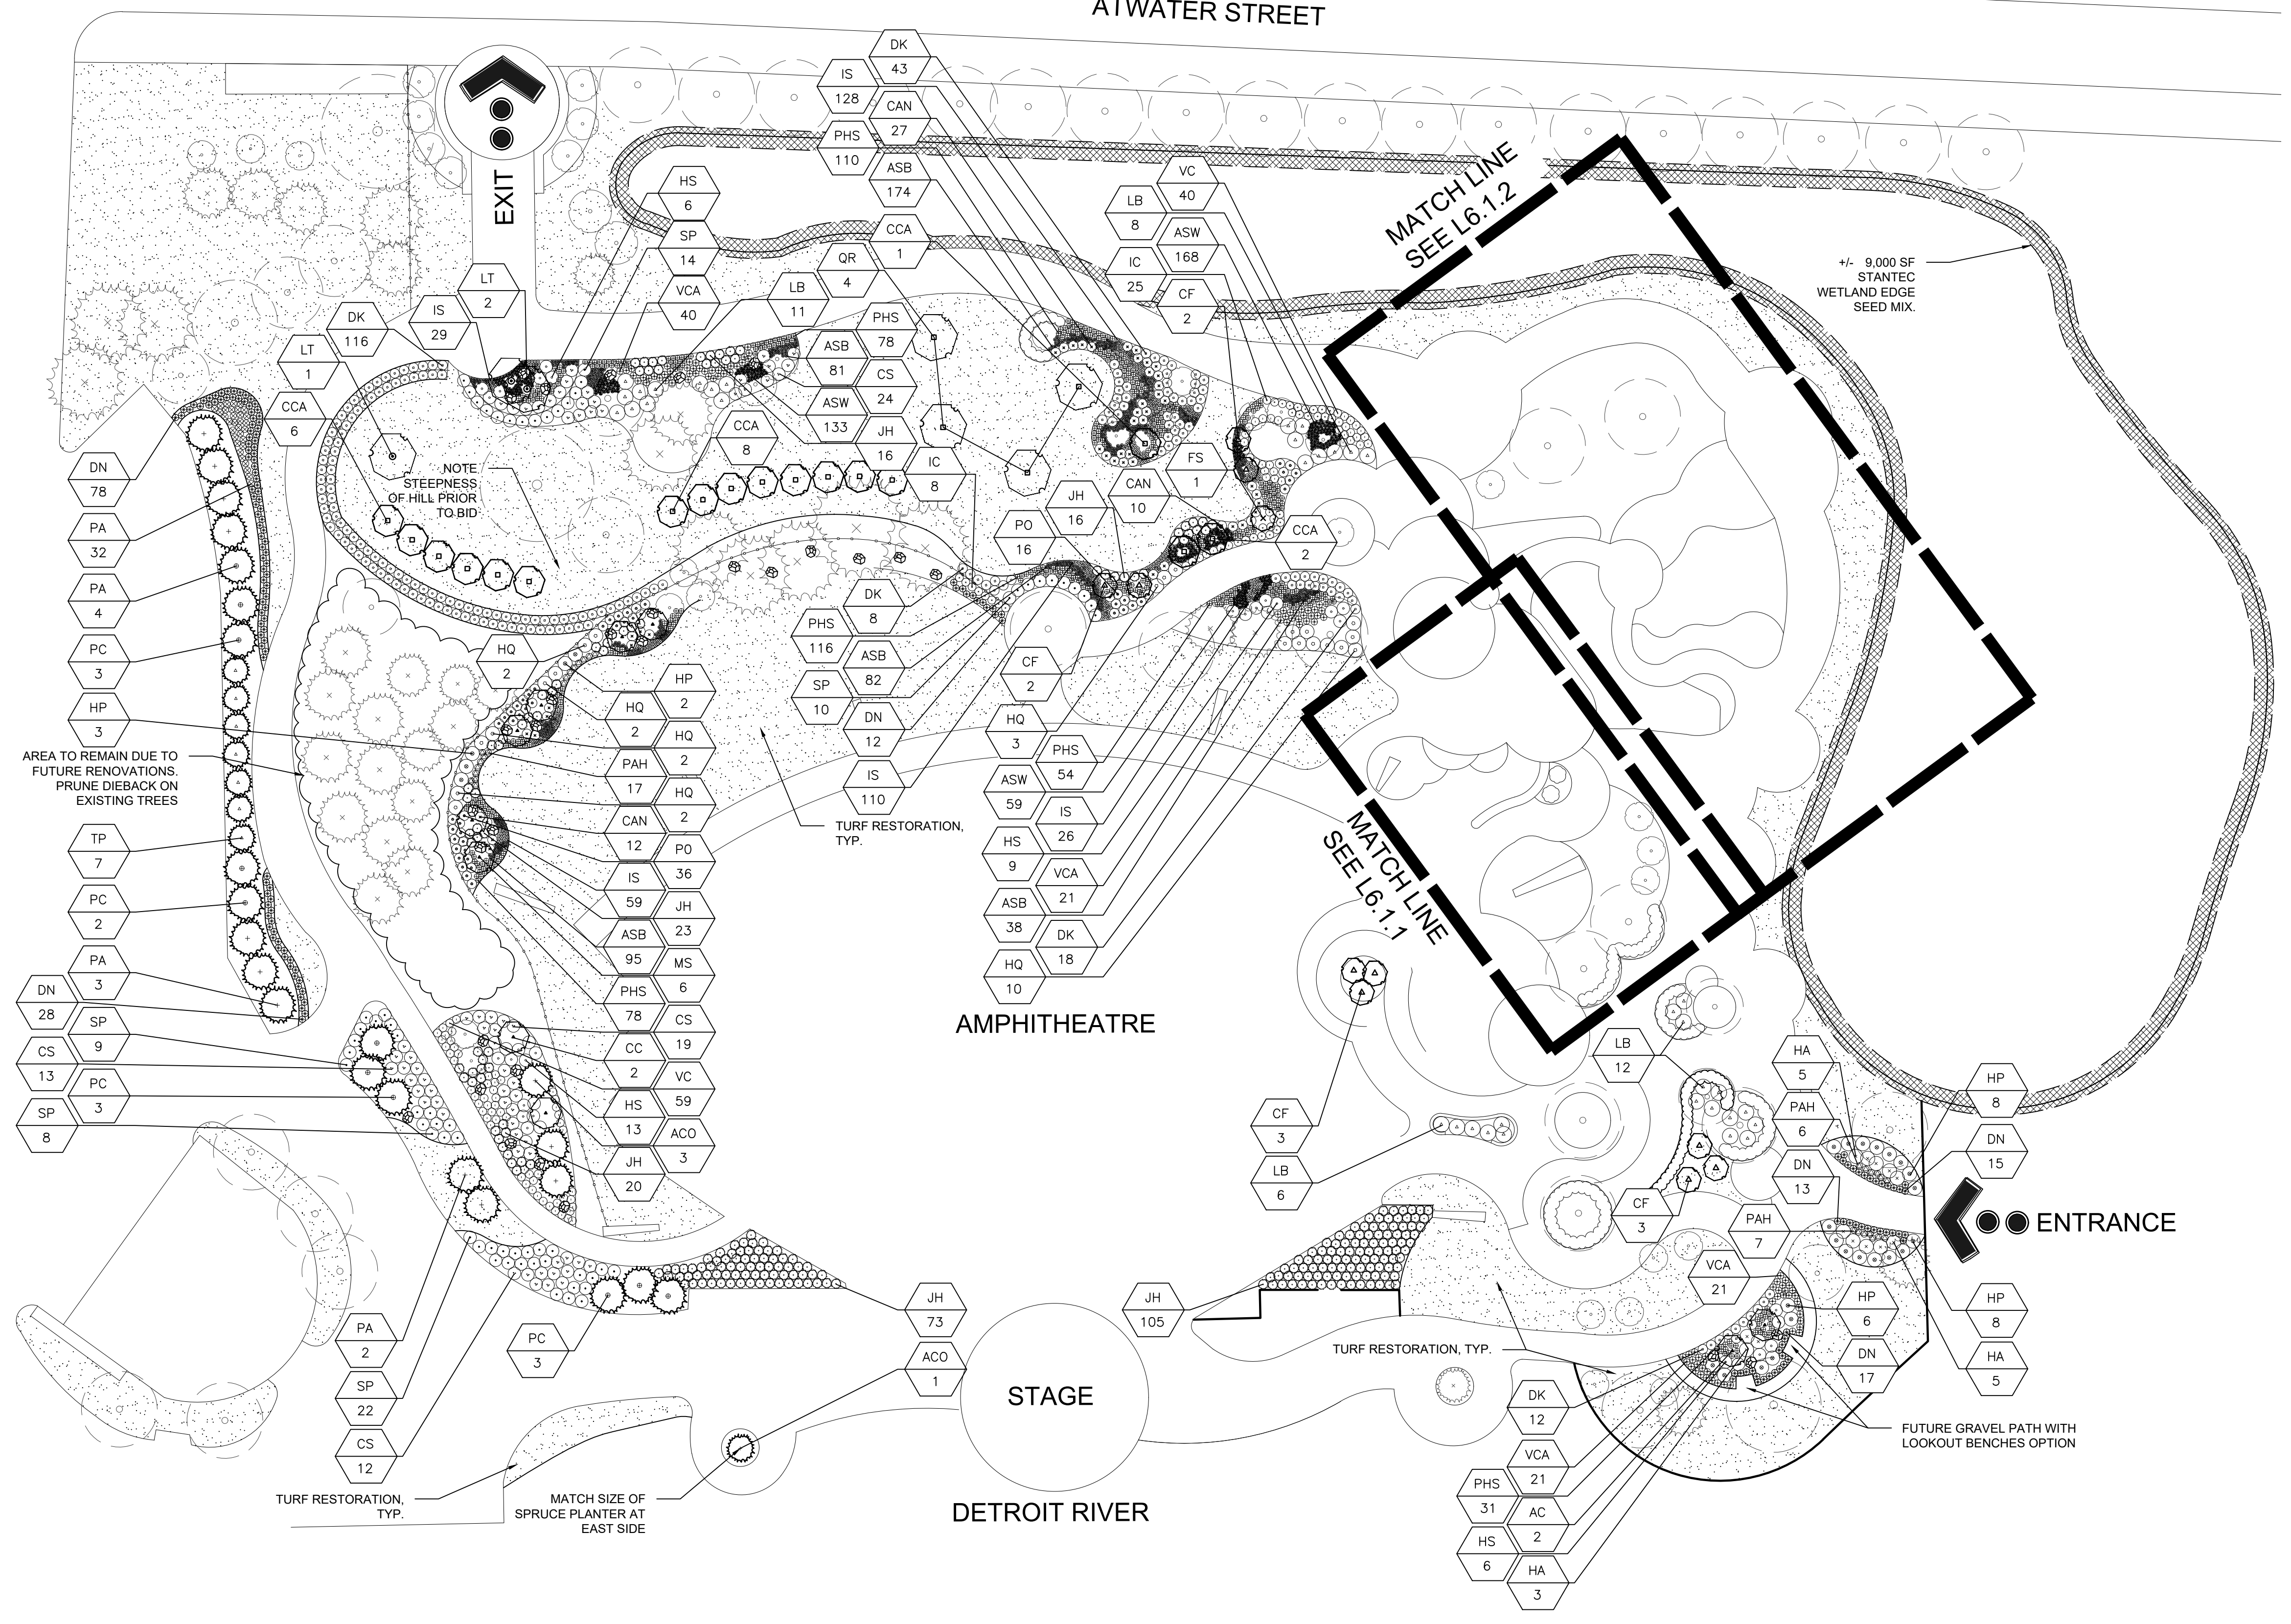 ATWATER STREET
DK
43
IS
128
CAN
27
PHS
110
ASB
174
CCA
1
QR
4
HS
6
SP
14
VCA
40
LB
11
EXIT
LT
2
IS
29
DK
116
LT
1
CCA
6
PHS
78
ASB
81
CS
24
ASW
133
JH
16
CCA
8
IC
8
VC
40
LB
8
ASW
168
IC
25
CF
2
MATCH LINE
SEE L6.1.2
+/- 9,000 SF
STANTEC
WETLAND EDGE
SEED MIX.
NOTE
STEEPNESS
OF HILL PRIOR
TO BID
FS
1
CAN
10
JH
16
PO
16
CCA
2
DN
78
PA
32
PA
4
PC
3
HP
3
AREA TO REMAIN DUE TO
FUTURE RENOVATIONS.
PRUNE DIEBACK ON
EXISTING TREES
TP
7
PC
2
PA
3
DN
28
SP
9
CS
13
PC
3
SP
8
HQ
2
HP
2
HQ
2
HQ
2
PAH
17
HQ
2
CAN
12
PO
36
IS
59
JH
23
ASB
95
MS
6
PHS
78
CS
19
CC
2
VC
59
HS
13
ACO
3
JH
20
DK
8
PHS
116
ASB
82
SP
10
DN
12
IS
110
TURF RESTORATION,
TYP.
CF
2
HQ
3
PHS
54
ASW
59
IS
26
HS
9
VCA
21
ASB
38
DK
18
HQ
10
AMPHITHEATRE
MATCH LINE
SEE L6.1.1
LB
12
CF
3
LB
6
CF
3
HA
5
PAH
6
DN
13
PAH
7
VCA
21
HP
8
DN
15
ENTRANCE
HP
6
DN
17
HP
8
HA
5
FUTURE GRAVEL PATH WITH
LOOKOUT BENCHES OPTION
TURF RESTORATION, TYP.
DK
12
VCA
21
PHS
31
AC
2
HS
6
HA
3
JH
105
JH
73
ACO
1
STAGE
DETROIT RIVER
PC
3
PA
2
SP
22
CS
12
TURF RESTORATION,
TYP.
MATCH SIZE OF
SPRUCE PLANTER AT
EAST SIDE